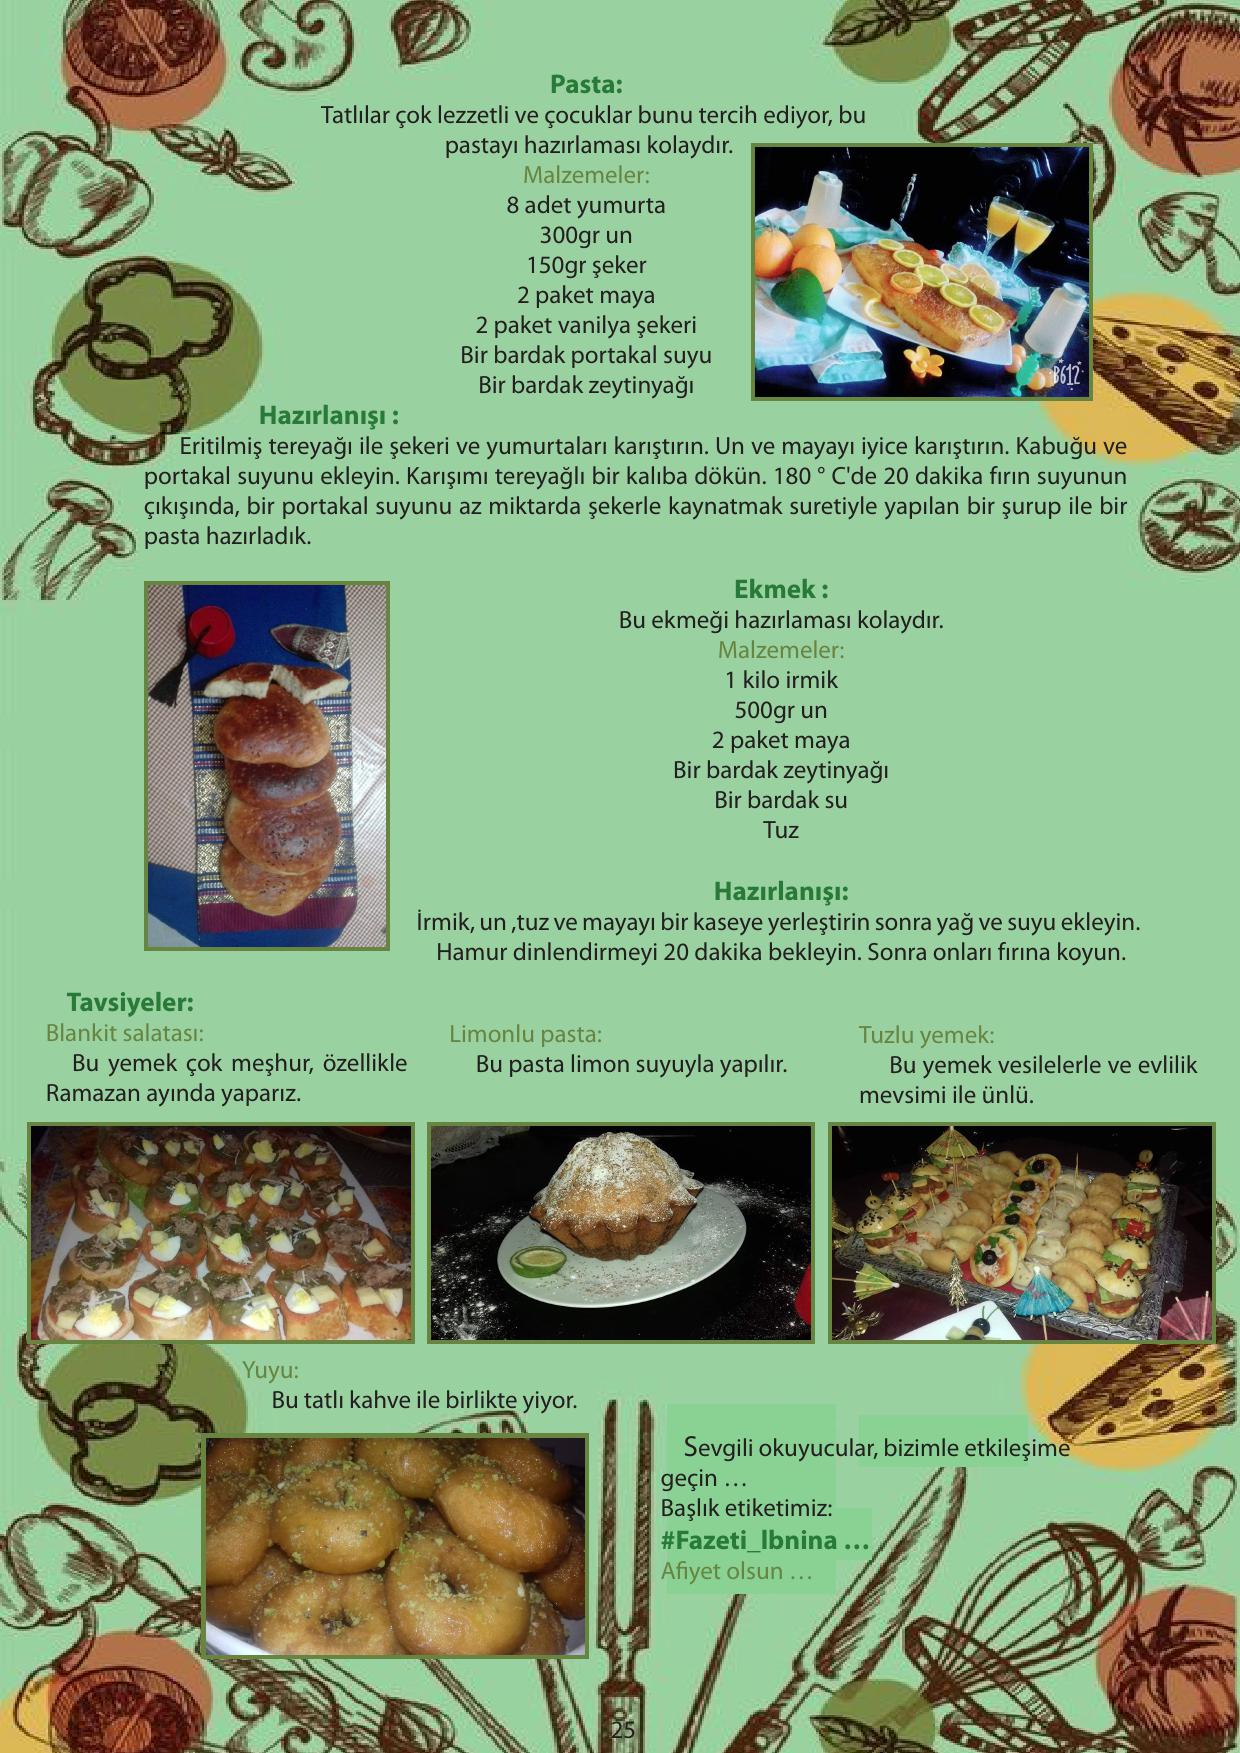 Pasta:
Tatlılar çok lezzetli ve çocuklar bunu tercih ediyor, bu
pastayı hazırlaması kolaydır.
Malzemeler:
8 adet yumurta
300gr un
150gr şeker
2 paket maya
2 paket vanilya şekeri
Bir bardak portakal suyu
Bir bardak zeytinyağı
B612
Hazırlanışı :
Eritilmiş tereyağı ile şekeri ve yumurtaları karıştırın. Un ve mayayı iyice karıştırın. Kabuğu ve
portakal suyunu ekleyin. Karışımı tereyağlı bir kalıba dökün. 180 ° C'de 20 dakika fırın suyunun
çıkışında, bir portakal suyunu az miktarda şekerle kaynatmak suretiyle yapılan bir şurup ile bir
pasta hazırladık.
Ekmek :
Bu ekmeği hazırlaması kolaydır.
Malzemeler:
1 kilo irmik
500gr un
2 paket maya
Bir bardak zeytinyağı
Bir bardak su
Tuz
Hazırlanışı:
İrmik, un ,tuz ve mayayı bir kaseye yerleştirin sonra yağ ve suyu ekleyin.
Hamur dinlendirmeyi 20 dakika bekleyin. Sonra onları fırına koyun.
Tavsiyeler:
Blankit salatası:
Bu yemek çok meşhur, özellikle
Ramazan ayında yaparız.
Limonlu pasta:
Bu pasta limon suyuyla yapılır.
Tuzlu yemek:
Bu yemek vesilelerle ve evlilik
mevsimi ile ünlü.
Yuyu:
Bu tatlı kahve ile birlikte yiyor.
Sevgili okuyucular, bizimle etkileşime
geçin …
Başlık etiketimiz:
#Fazeti_lbnina …
Afiyet olsun …
25